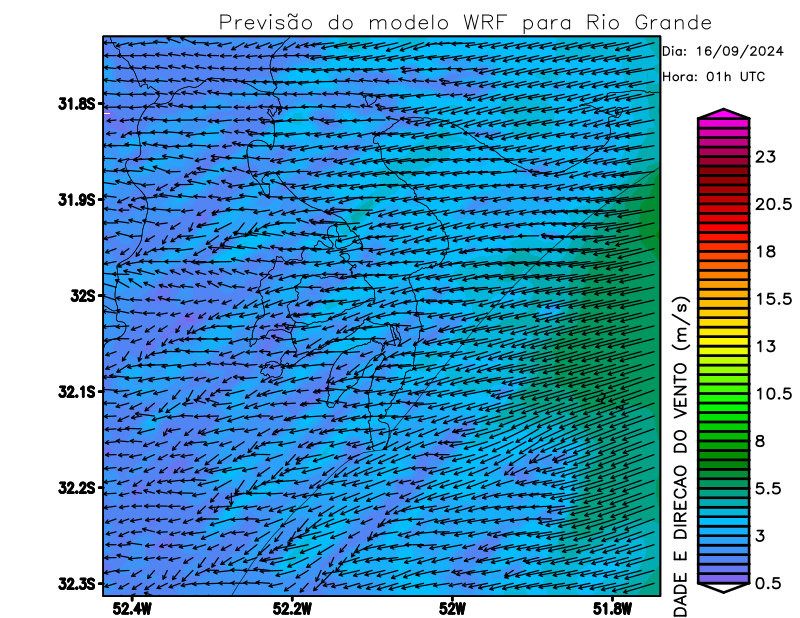 Previsão do modelo WRF para Rio Grande
Dia: 16/09/2024
Hora: 01h UTC
31.8S
31.9S
32S
32.1S
32.2S
32.3S
52.4W
52.2W
52W
51.8W
23
20.5
18
15.5
13
10.5
8
5.5
3
0.5
DADE E DIRECAO DO VENTO (m/s)